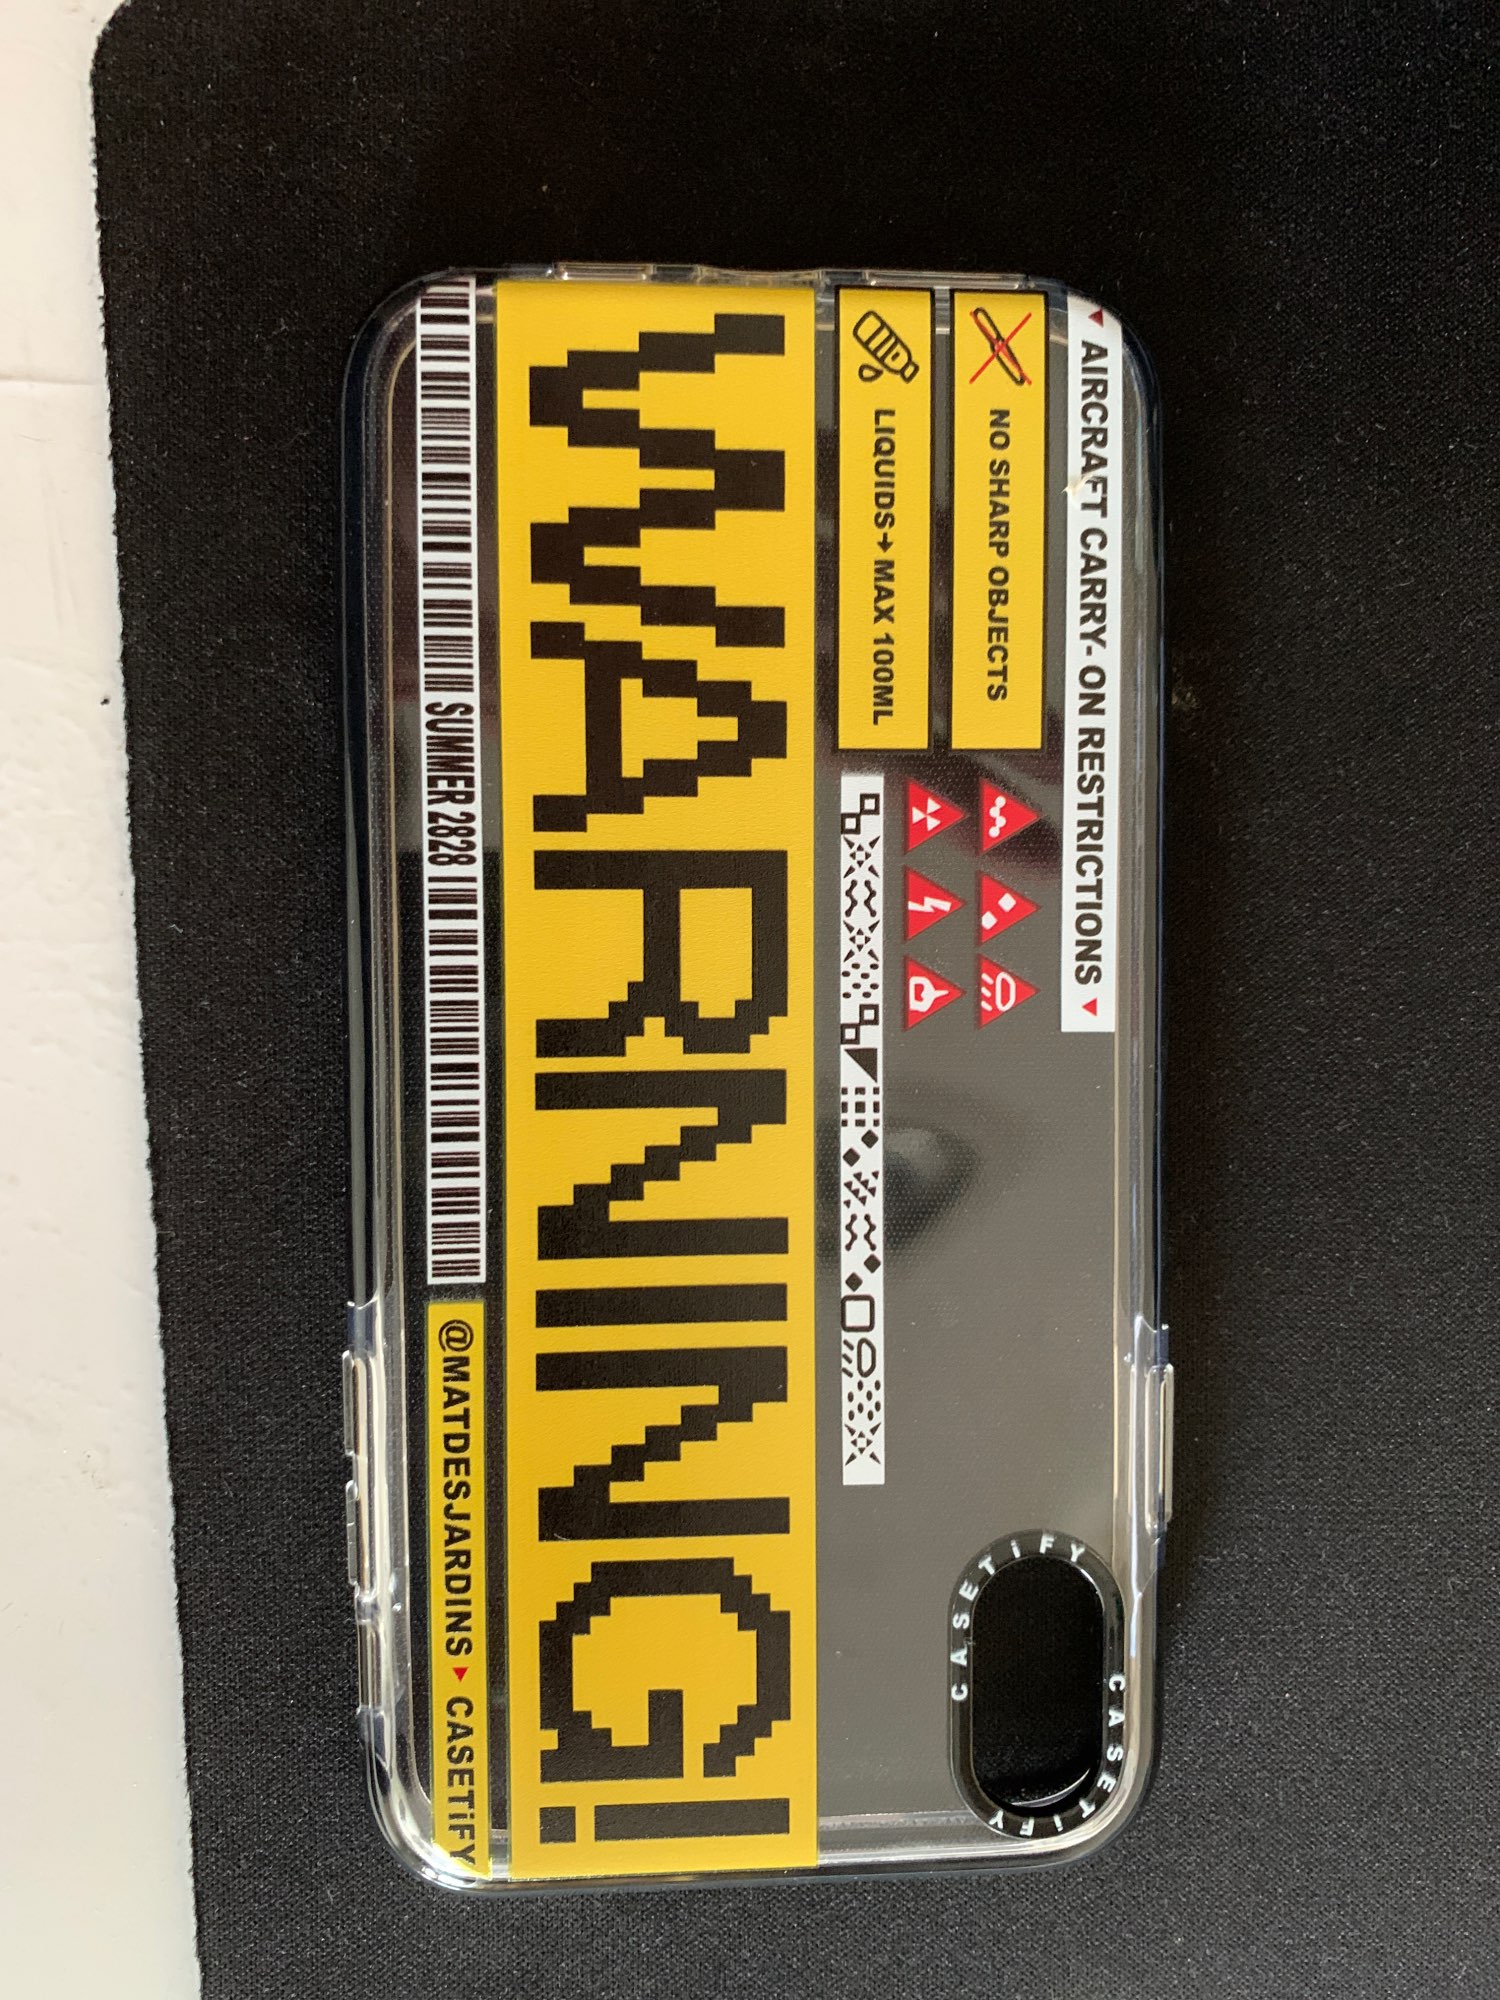 ▼ AIRCRAFT CARRY- ON RESTRICTIONS ▼
NO SHARP OBJECTS
LIQUIDS→ MAX 100ML
WARNING!
SUMMER 2828
@MATDESJARDINS ▸ CASETiFY
CASETiFY
CASETiFY